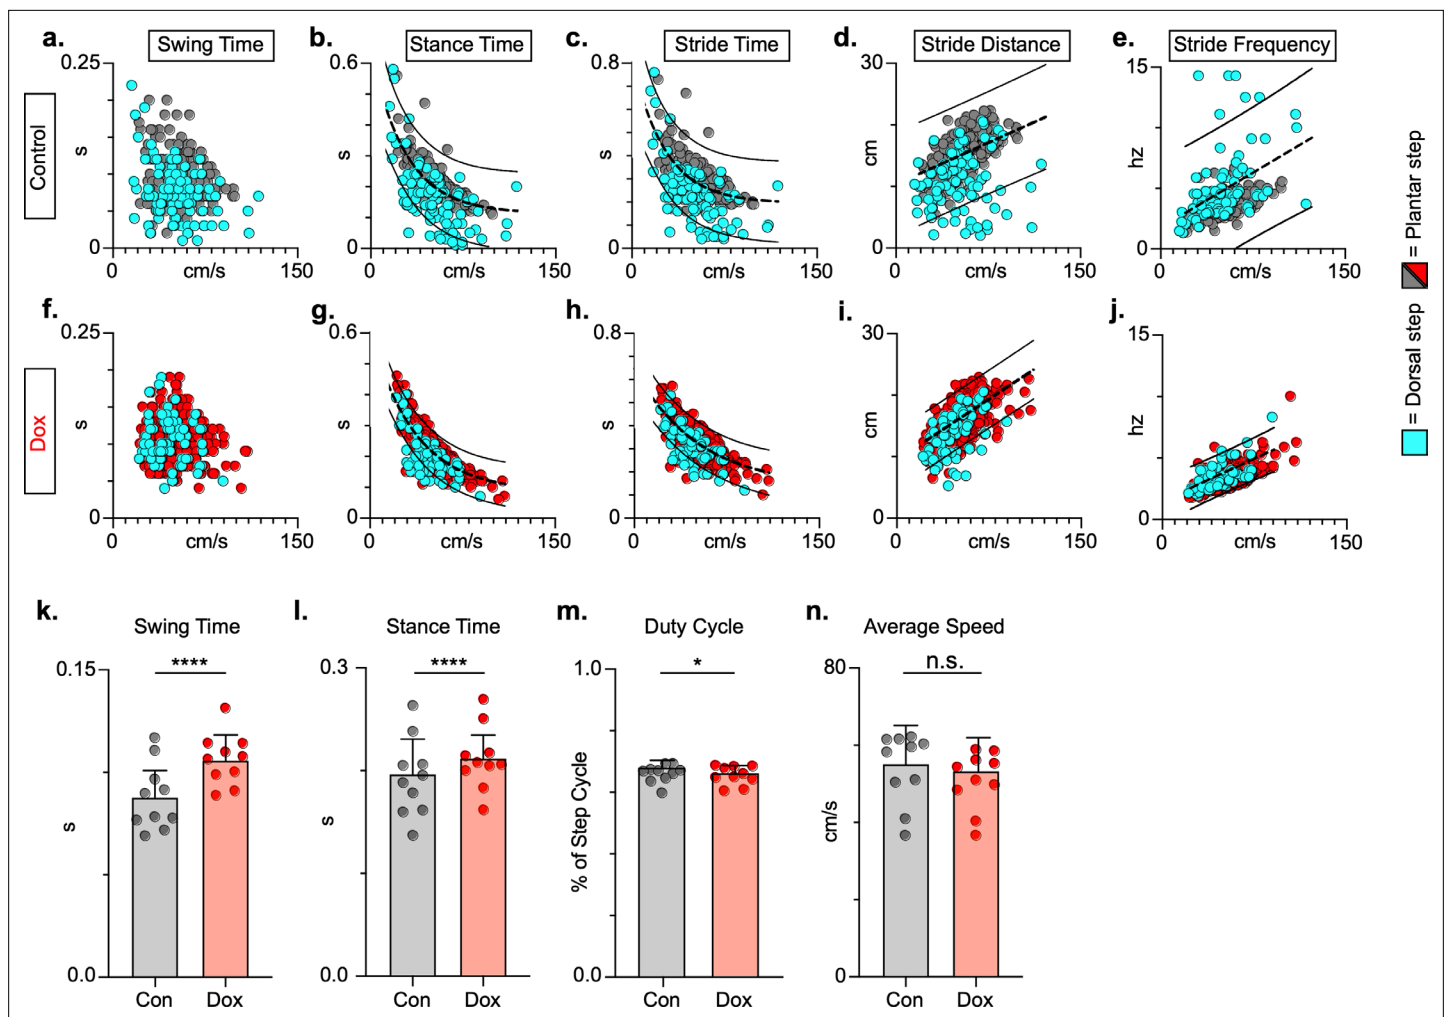 a.
Swing Time
b.
Stance Time
c.
Stride Time
d.
Stride Distance
e.
Stride Frequency
Control
0.25
s
0
0
cm/s
150
0.6
s
0
0
cm/s
150
0.8
s
0
0
cm/s
150
30
cm
0
0
cm/s
150
15
hz
0
0
cm/s
150
= Plantar step
= Dorsal step
f.
g.
h.
i.
j.
Dox
0.25
s
0
0
cm/s
150
0.6
s
0
0
cm/s
150
0.8
s
0
0
cm/s
150
30
cm
0
0
cm/s
150
15
hz
0
0
cm/s
150
k.
Swing Time
****
0.15
s
0.0
Con
Dox
l.
Stance Time
****
0.3
s
.0
Con
Dox
m.
Duty Cycle
*
1.0
% of Step Cycle
0.0
Con
Dox
n.
Average Speed
n.s.
80
cm/s
0
Con
Dox